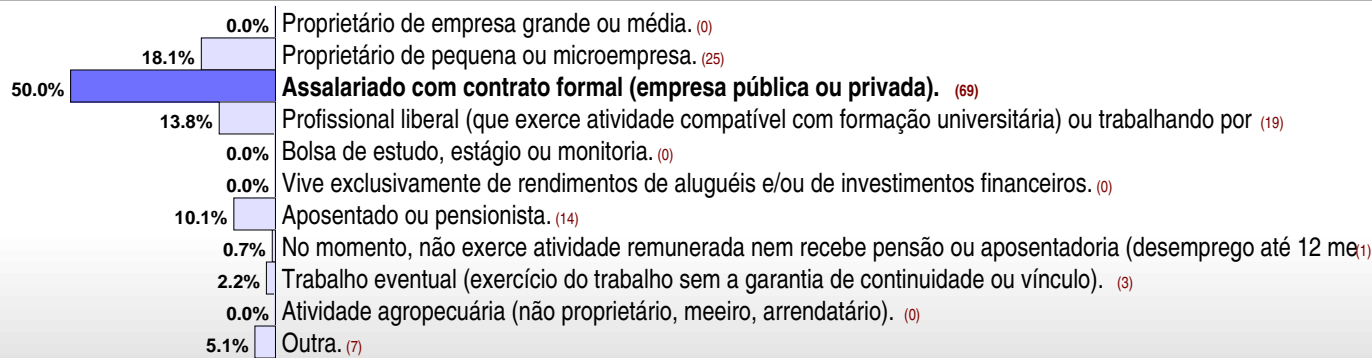 0.0% Proprietário de empresa grande ou média. (0)
18.1% Proprietário de pequena ou microempresa. (25)
50.0% Assalariado com contrato formal (empresa pública ou privada). (69)
13.8% Profissional liberal (que exerce atividade compatível com formação universitária) ou trabalhando por (19)
0.0% Bolsa de estudo, estágio ou monitoria. (0)
0.0% Vive exclusivamente de rendimentos de aluguéis e/ou de investimentos financeiros. (0)
10.1% Aposentado ou pensionista. (14)
0.7% No momento, não exerce atividade remunerada nem recebe pensão ou aposentadoria (desemprego até 12 me(1)
2.2% Trabalho eventual (exercício do trabalho sem a garantia de continuidade ou vínculo). (3)
0.0% Atividade agropecuária (não proprietário, meeiro, arrendatário). (0)
5.1% Outra. (7)